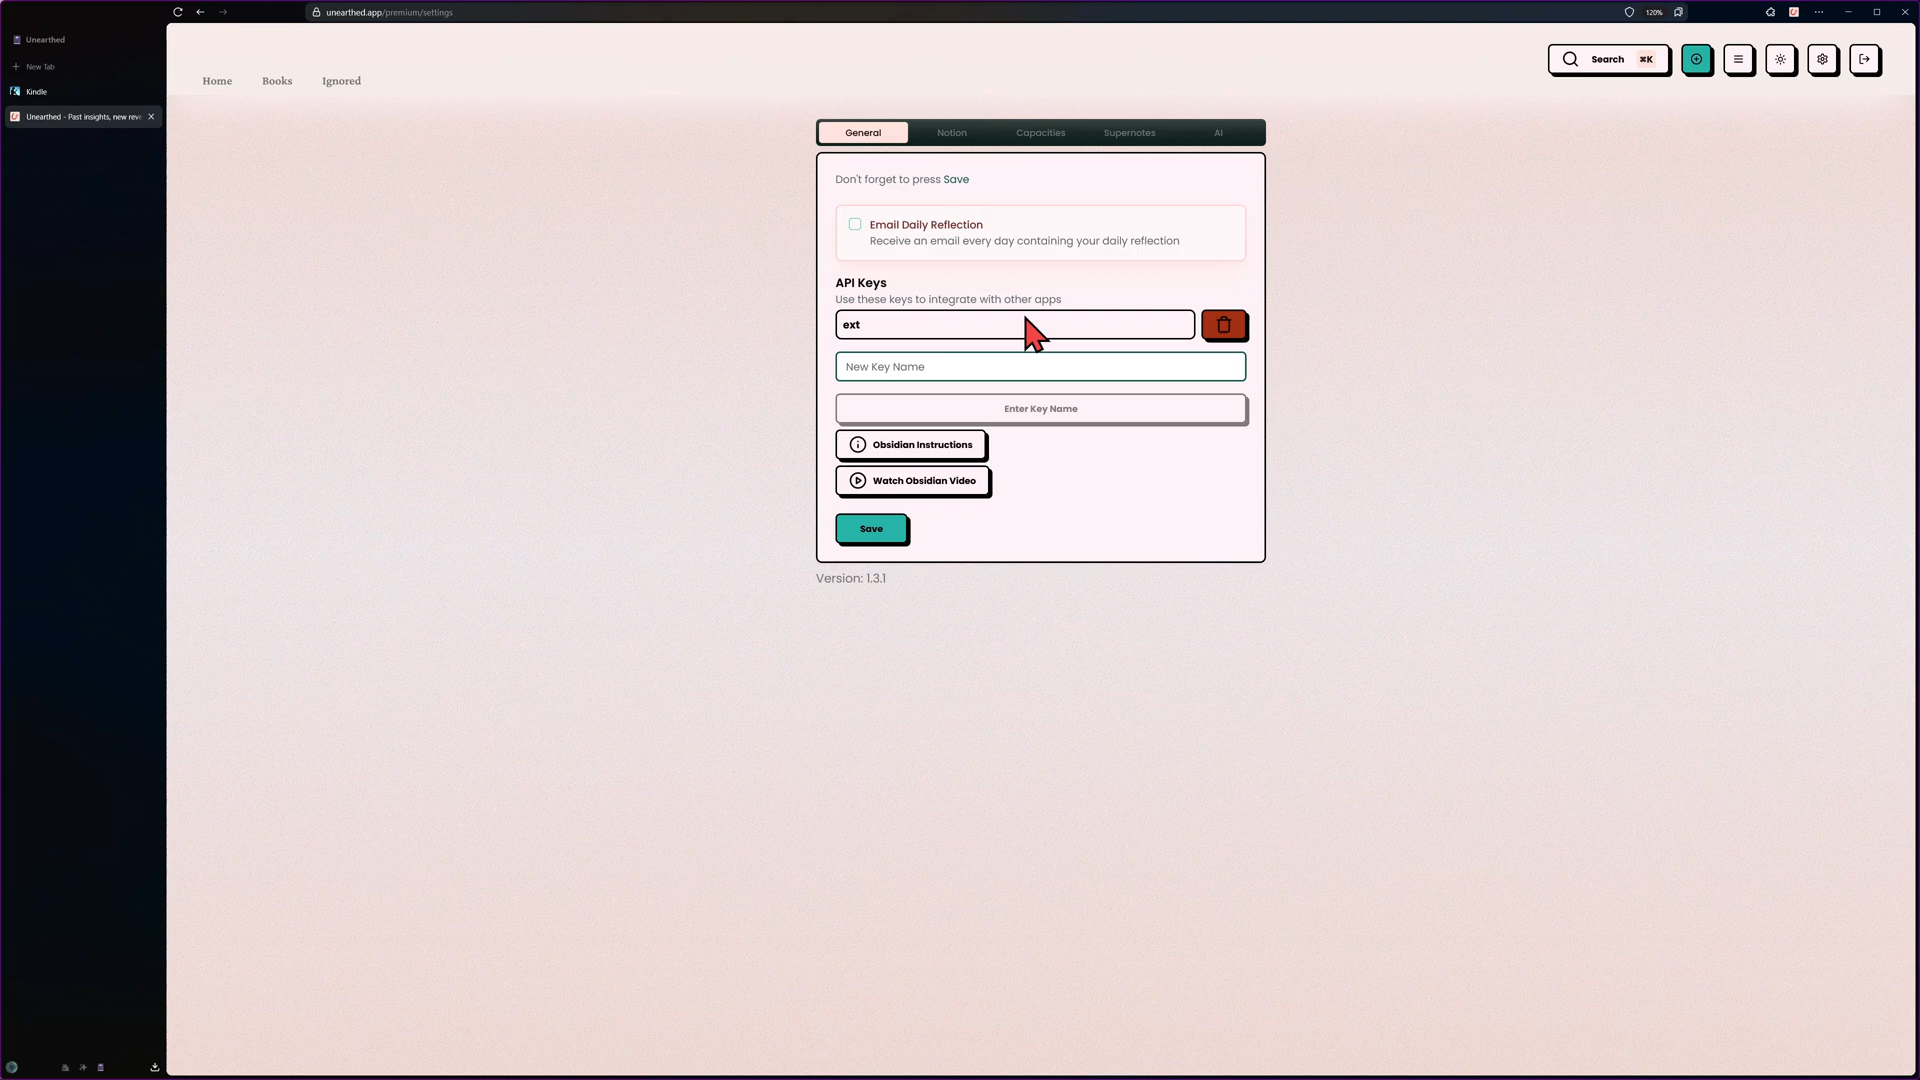 unearthed.app/premium/settings
120%
Unearthed
New Tab
Kindle
Unearthed - Past insights, new reve
Home
Books
Ignored
Search
⌘K
General
Notion
Capacities
Supernotes
AI
Don't forget to press Save
Email Daily Reflection
Receive an email every day containing your daily reflection
API Keys
Use these keys to integrate with other apps
ext
New Key Name
Enter Key Name
Obsidian Instructions
Watch Obsidian Video
Save
Version: 1.3.1